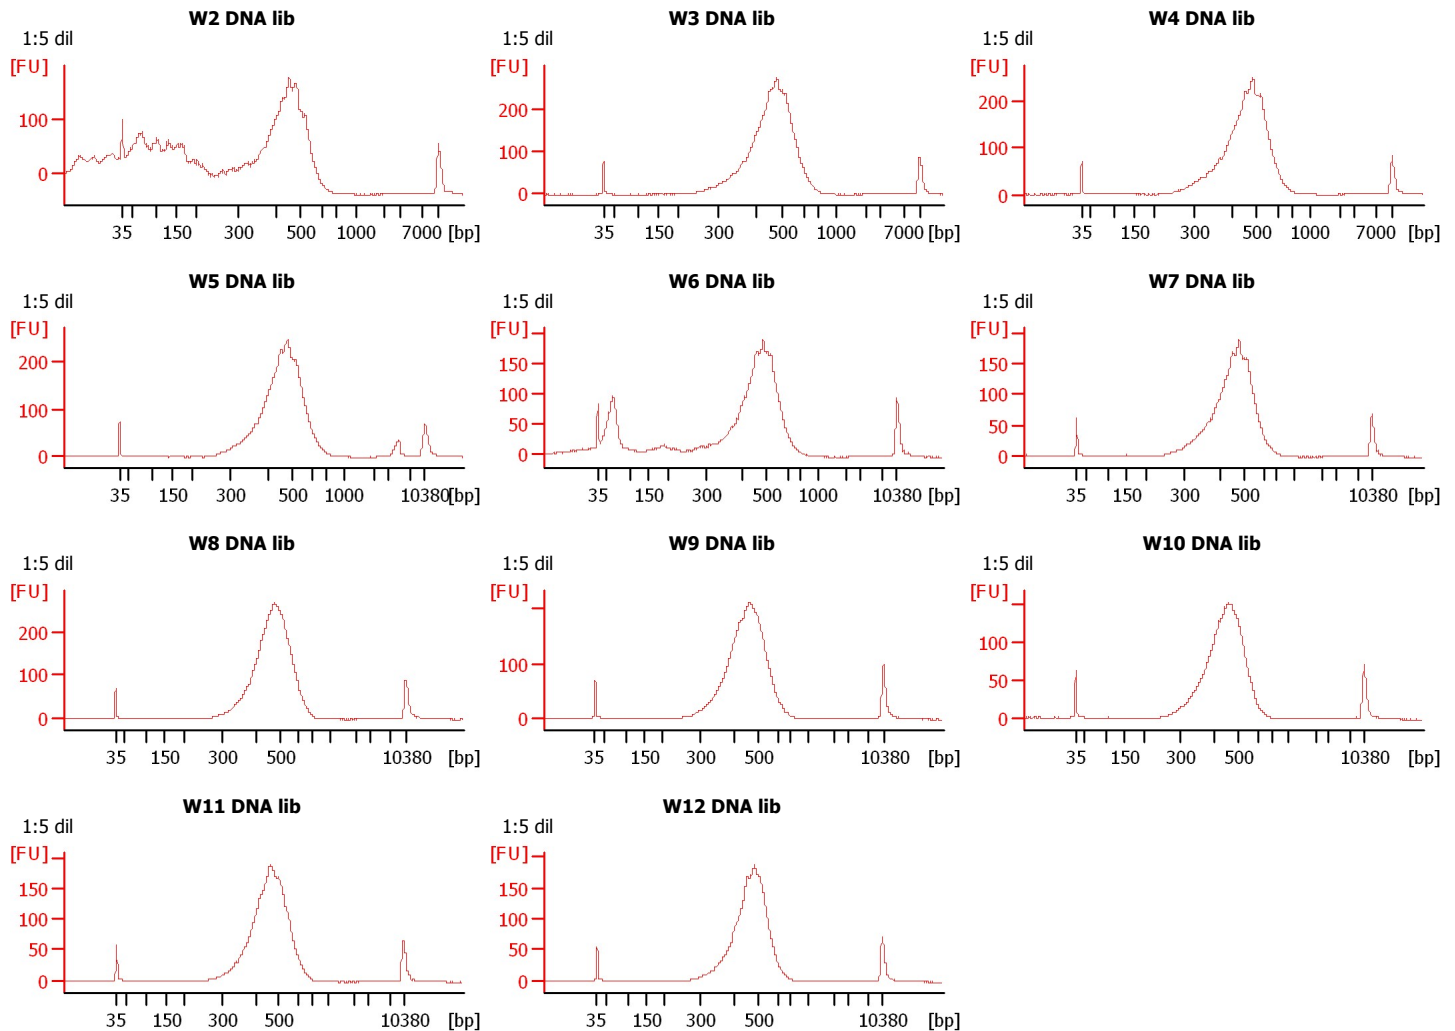 W2 DNA lib
1:5 dil
[FU]
100
0
35 150 300 500 1000 7000 [bp]
W3 DNA lib
1:5 dil
[FU]
200
100
0
35 150 300 500 1000 7000 [bp]
W4 DNA lib
1:5 dil
[FU]
200
100
0
35 150 300 500 1000 7000 [bp]
W5 DNA lib
1:5 dil
[FU]
200
100
0
35 150 300 500 1000 10380 [bp]
W6 DNA lib
1:5 dil
[FU]
150
100
50
0
35 150 300 500 1000 10380 [bp]
W7 DNA lib
1:5 dil
[FU]
150
100
50
0
35 150 300 500 10380 [bp]
W8 DNA lib
1:5 dil
[FU]
200
100
0
35 150 300 500 10380 [bp]
W9 DNA lib
1:5 dil
[FU]
100
0
35 150 300 500 10380 [bp]
W10 DNA lib
1:5 dil
[FU]
100
50
0
35 150 300 500 10380 [bp]
W11 DNA lib
1:5 dil
[FU]
150
100
50
0
35 150 300 500 10380 [bp]
W12 DNA lib
1:5 dil
[FU]
150
100
50
0
35 150 300 500 10380 [bp]